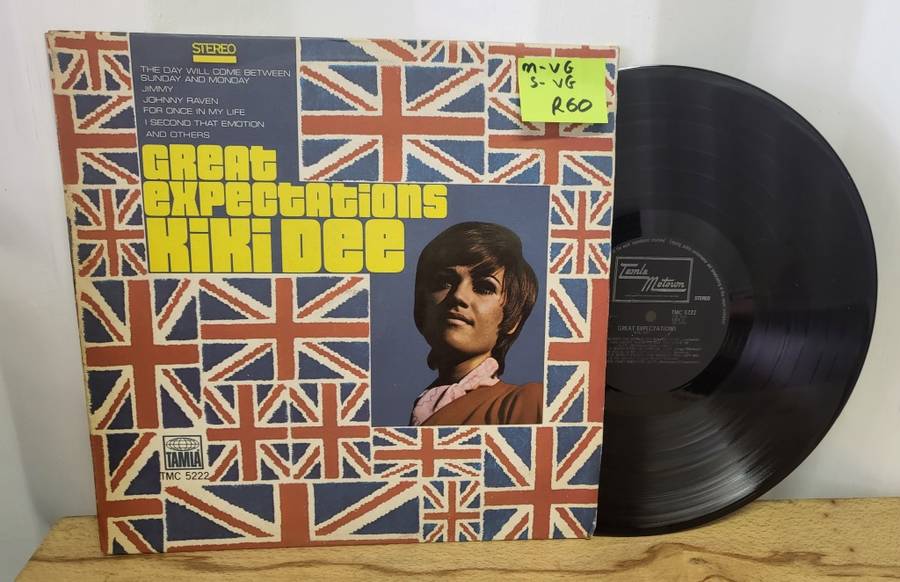 STEREO
THE DAY WILL COME BETWEEN
SUNDAY AND MONDAY
JIMMY
JOHNNY RAVEN
FOR ONCE IN MY LIFE
I SECOND THAT EMOTION
AND OTHERS
GREAT
EXPECTATIONS
KIKI DEE
M-VG
S-VG
R60
TAMLA
TMC 5222
Tamla
Motown
STEREO
TMC 5222
GREAT EXPECTATIONS